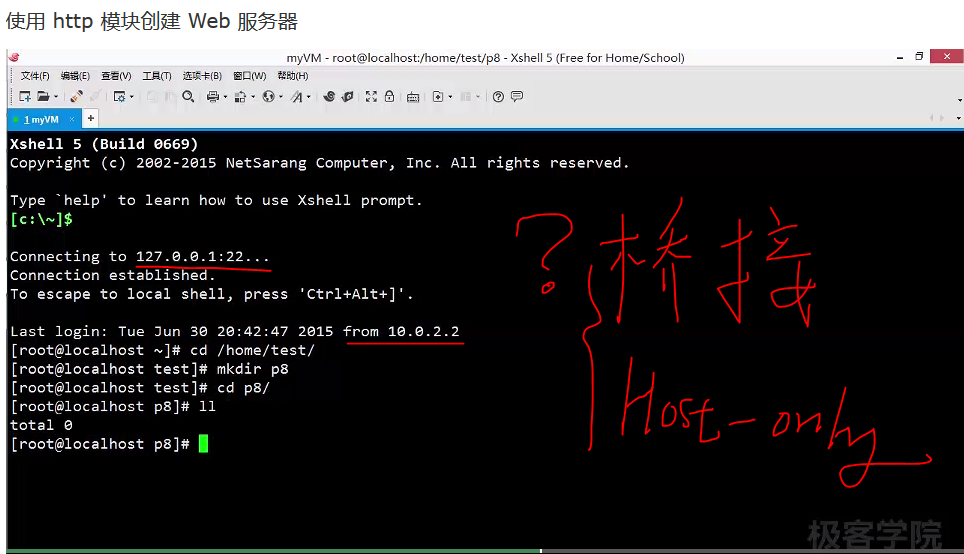 使用 http 模块创建 Web 服务器
myVM - root@localhost:/home/test/p8 - Xshell 5 (Free for Home/School)
文件(F) 编辑(E) 查看(V) 工具(T) 选项卡(B) 窗口(W) 帮助(H)
1 myVM × +
Xshell 5 (Build 0669)
Copyright (c) 2002-2015 NetSarang Computer, Inc. All rights reserved.
Type `help' to learn how to use Xshell prompt.
[c:\~]$
Connecting to 127.0.0.1:22...
Connection established.
To escape to local shell, press 'Ctrl+Alt+]'.
Last login: Tue Jun 30 20:42:47 2015 from 10.0.2.2
[root@localhost ~]# cd /home/test/
[root@localhost test]# mkdir p8
[root@localhost test]# cd p8/
[root@localhost p8]# ll
total 0
[root@localhost p8]#
? 桥接
Host-only
极客学院